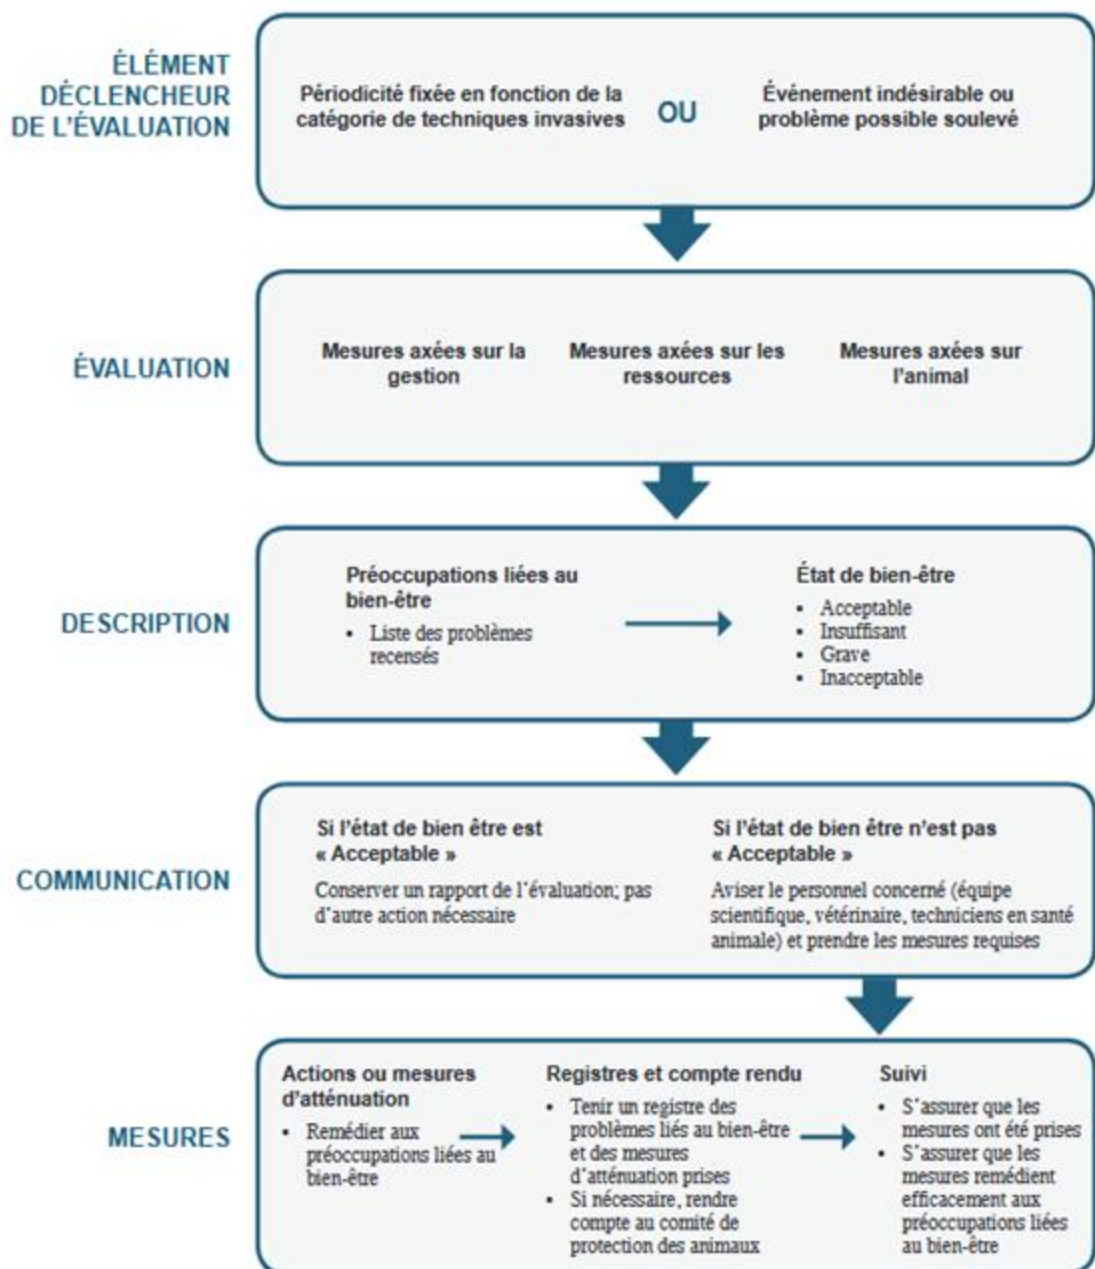 ÉLÉMENT
DÉCLENCHEUR
DE L'ÉVALUATION
Périodicité fixée en fonction de la
catégorie de techniques invasives
OU
Événement indésirable ou
problème possible soulevé
ÉVALUATION
Mesures axées sur la
gestion
Mesures axées sur les
ressources
Mesures axées sur
l'animal
DESCRIPTION
Préoccupations liées au
bien-être
▪ Liste des problèmes
recensés
État de bien-être
▪ Acceptable
▪ Insuffisant
▪ Grave
▪ Inacceptable
COMMUNICATION
Si l'état de bien être est
« Acceptable »
Conserver un rapport de l'évaluation; pas
d'autre action nécessaire
Si l'état de bien être n'est pas
« Acceptable »
Aviser le personnel concerné (équipe
scientifique, vétérinaire, techniciens en santé
animale) et prendre les mesures requises
MESURES
Actions ou mesures
d'atténuation
▪ Remédier aux
préoccupations liées au
bien-être
Registres et compte rendu
▪ Tenir un registre des
problèmes liés au bien-être
et des mesures
d'atténuation prises
▪ Si nécessaire, rendre
compte au comité de
protection des animaux
Suivi
▪ S'assurer que les
mesures ont été prises
▪ S'assurer que les
mesures remédient
efficacement aux
préoccupations liées
au bien-être